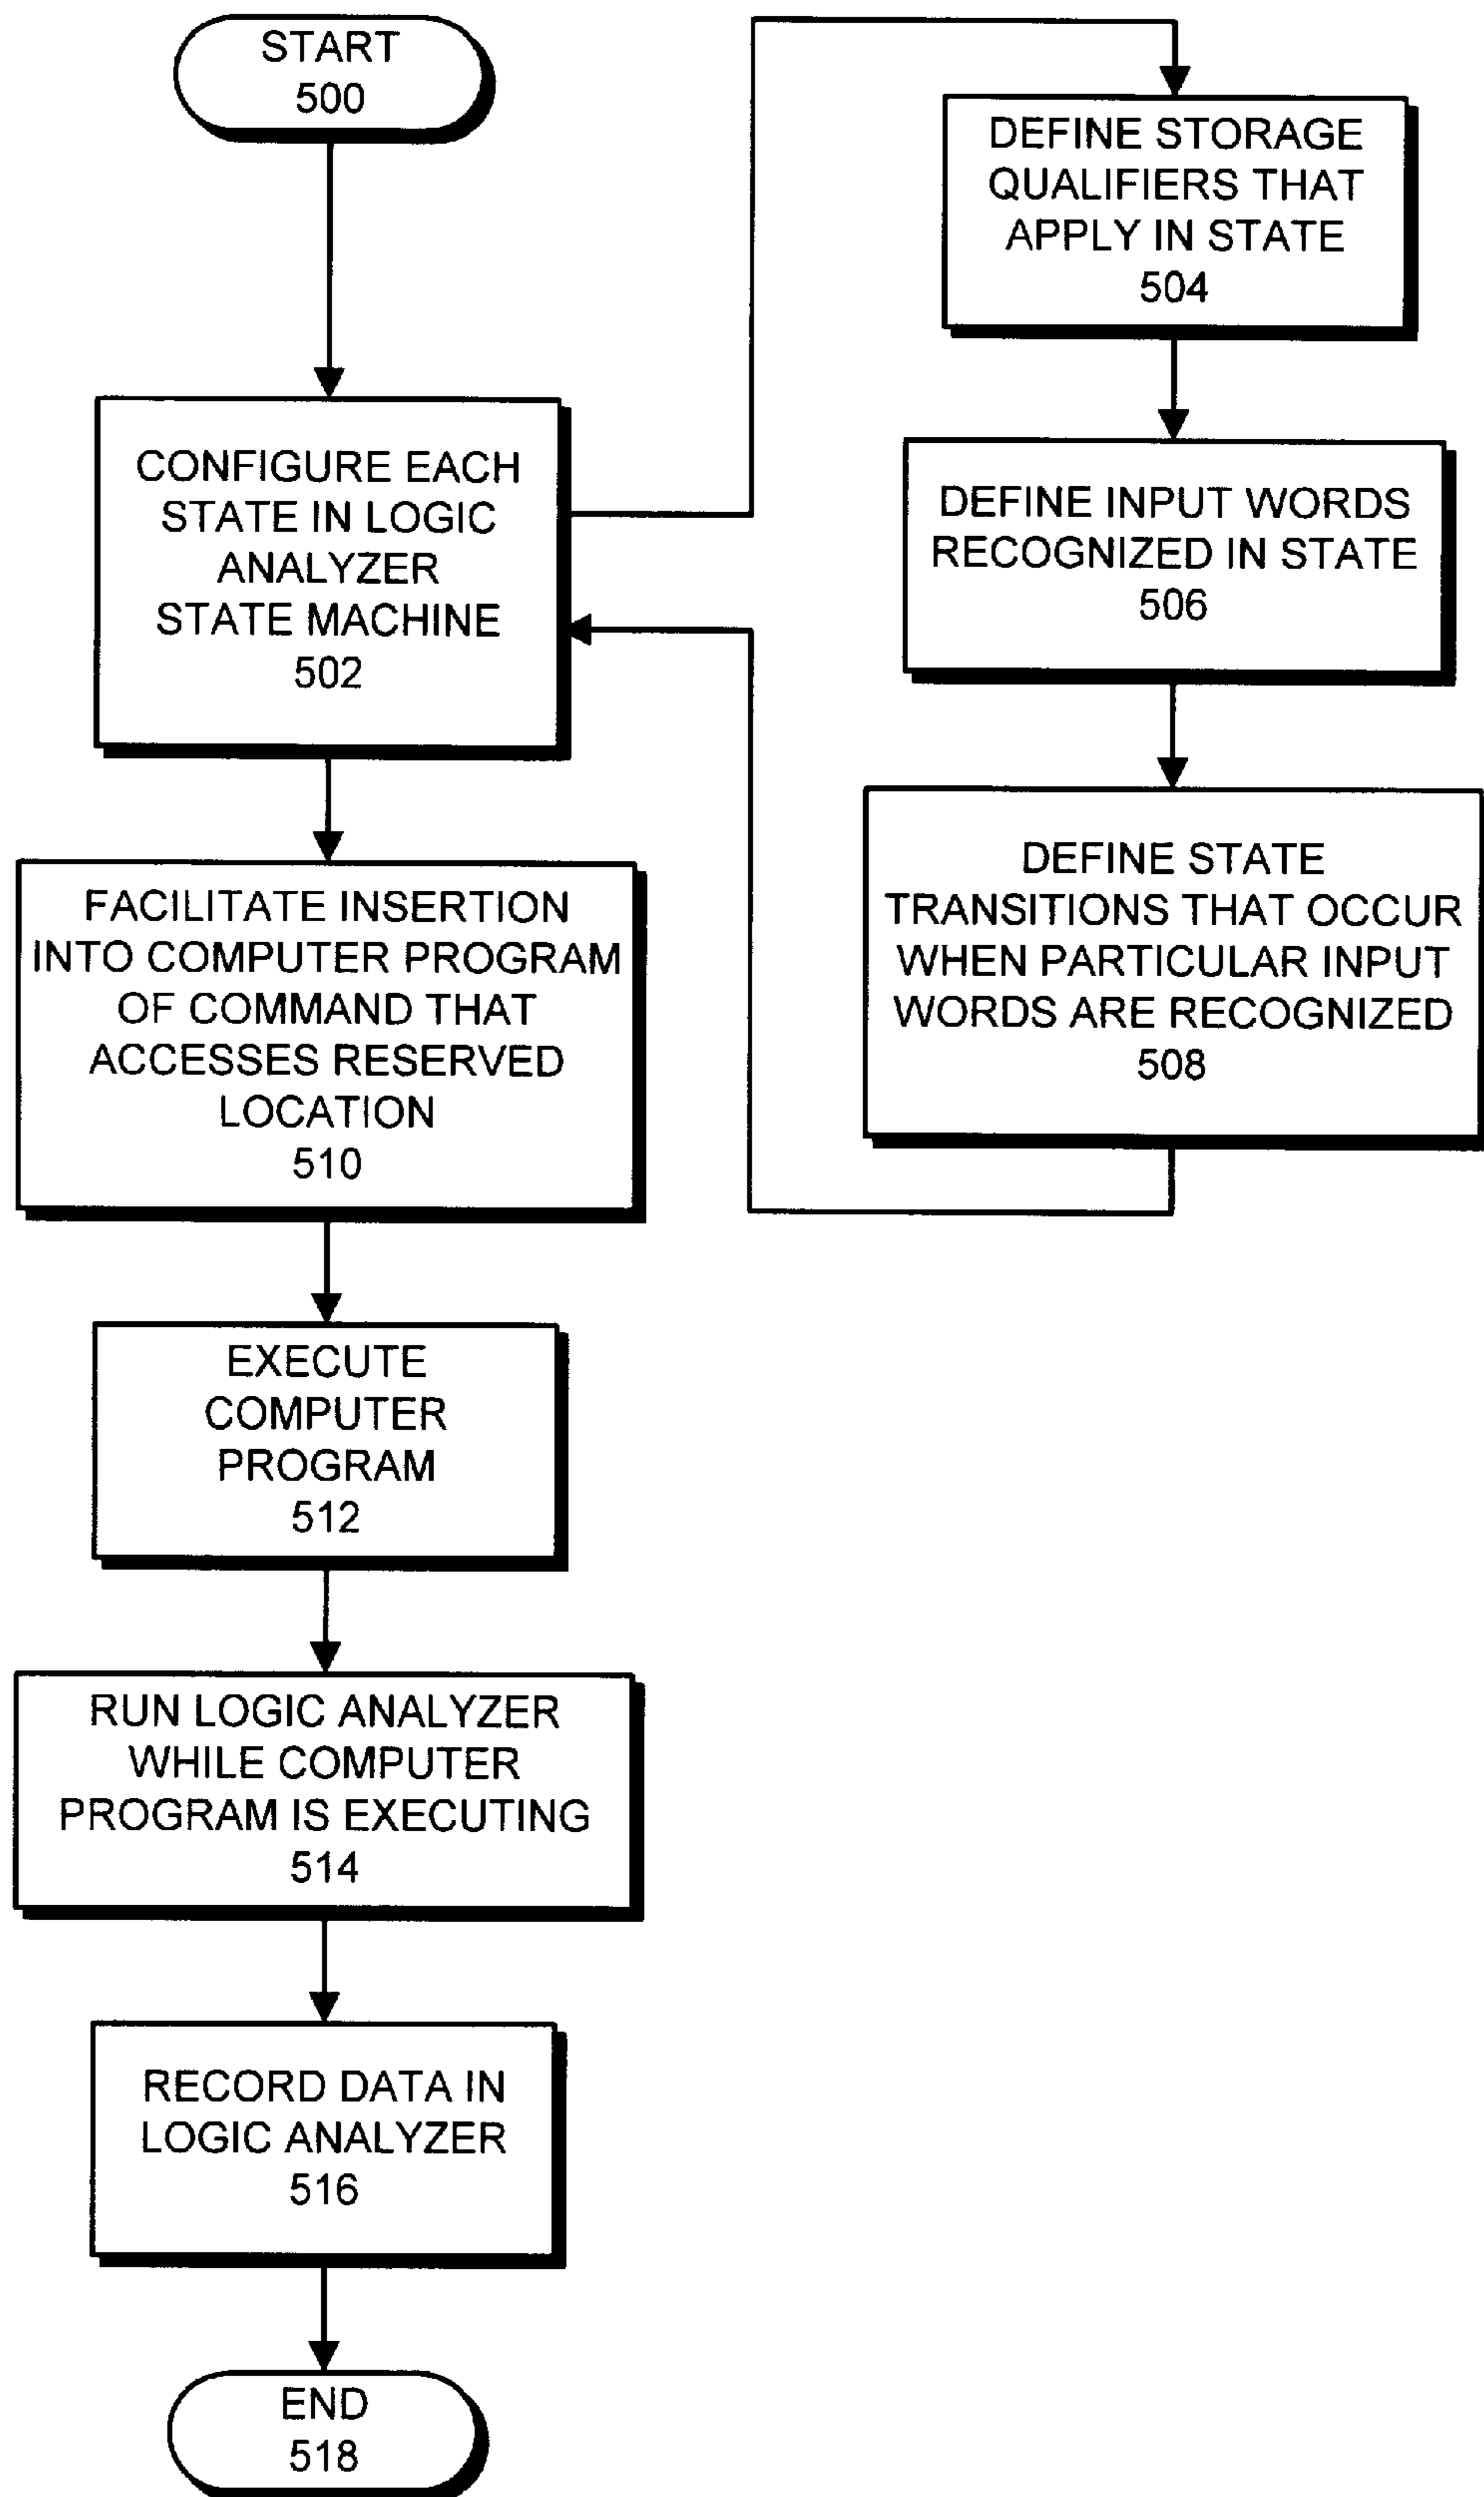 START
500
CONFIGURE EACH
STATE IN LOGIC
ANALYZER
STATE MACHINE
502
DEFINE STORAGE
QUALIFIERS THAT
APPLY IN STATE
504
DEFINE INPUT WORDS
RECOGNIZED IN STATE
506
DEFINE STATE
TRANSITIONS THAT OCCUR
WHEN PARTICULAR INPUT
WORDS ARE RECOGNIZED
508
FACILITATE INSERTION
INTO COMPUTER PROGRAM
OF COMMAND THAT
ACCESSES RESERVED
LOCATION
510
EXECUTE
COMPUTER
PROGRAM
512
RUN LOGIC ANALYZER
WHILE COMPUTER
PROGRAM IS EXECUTING
514
RECORD DATA IN
LOGIC ANALYZER
516
END
518